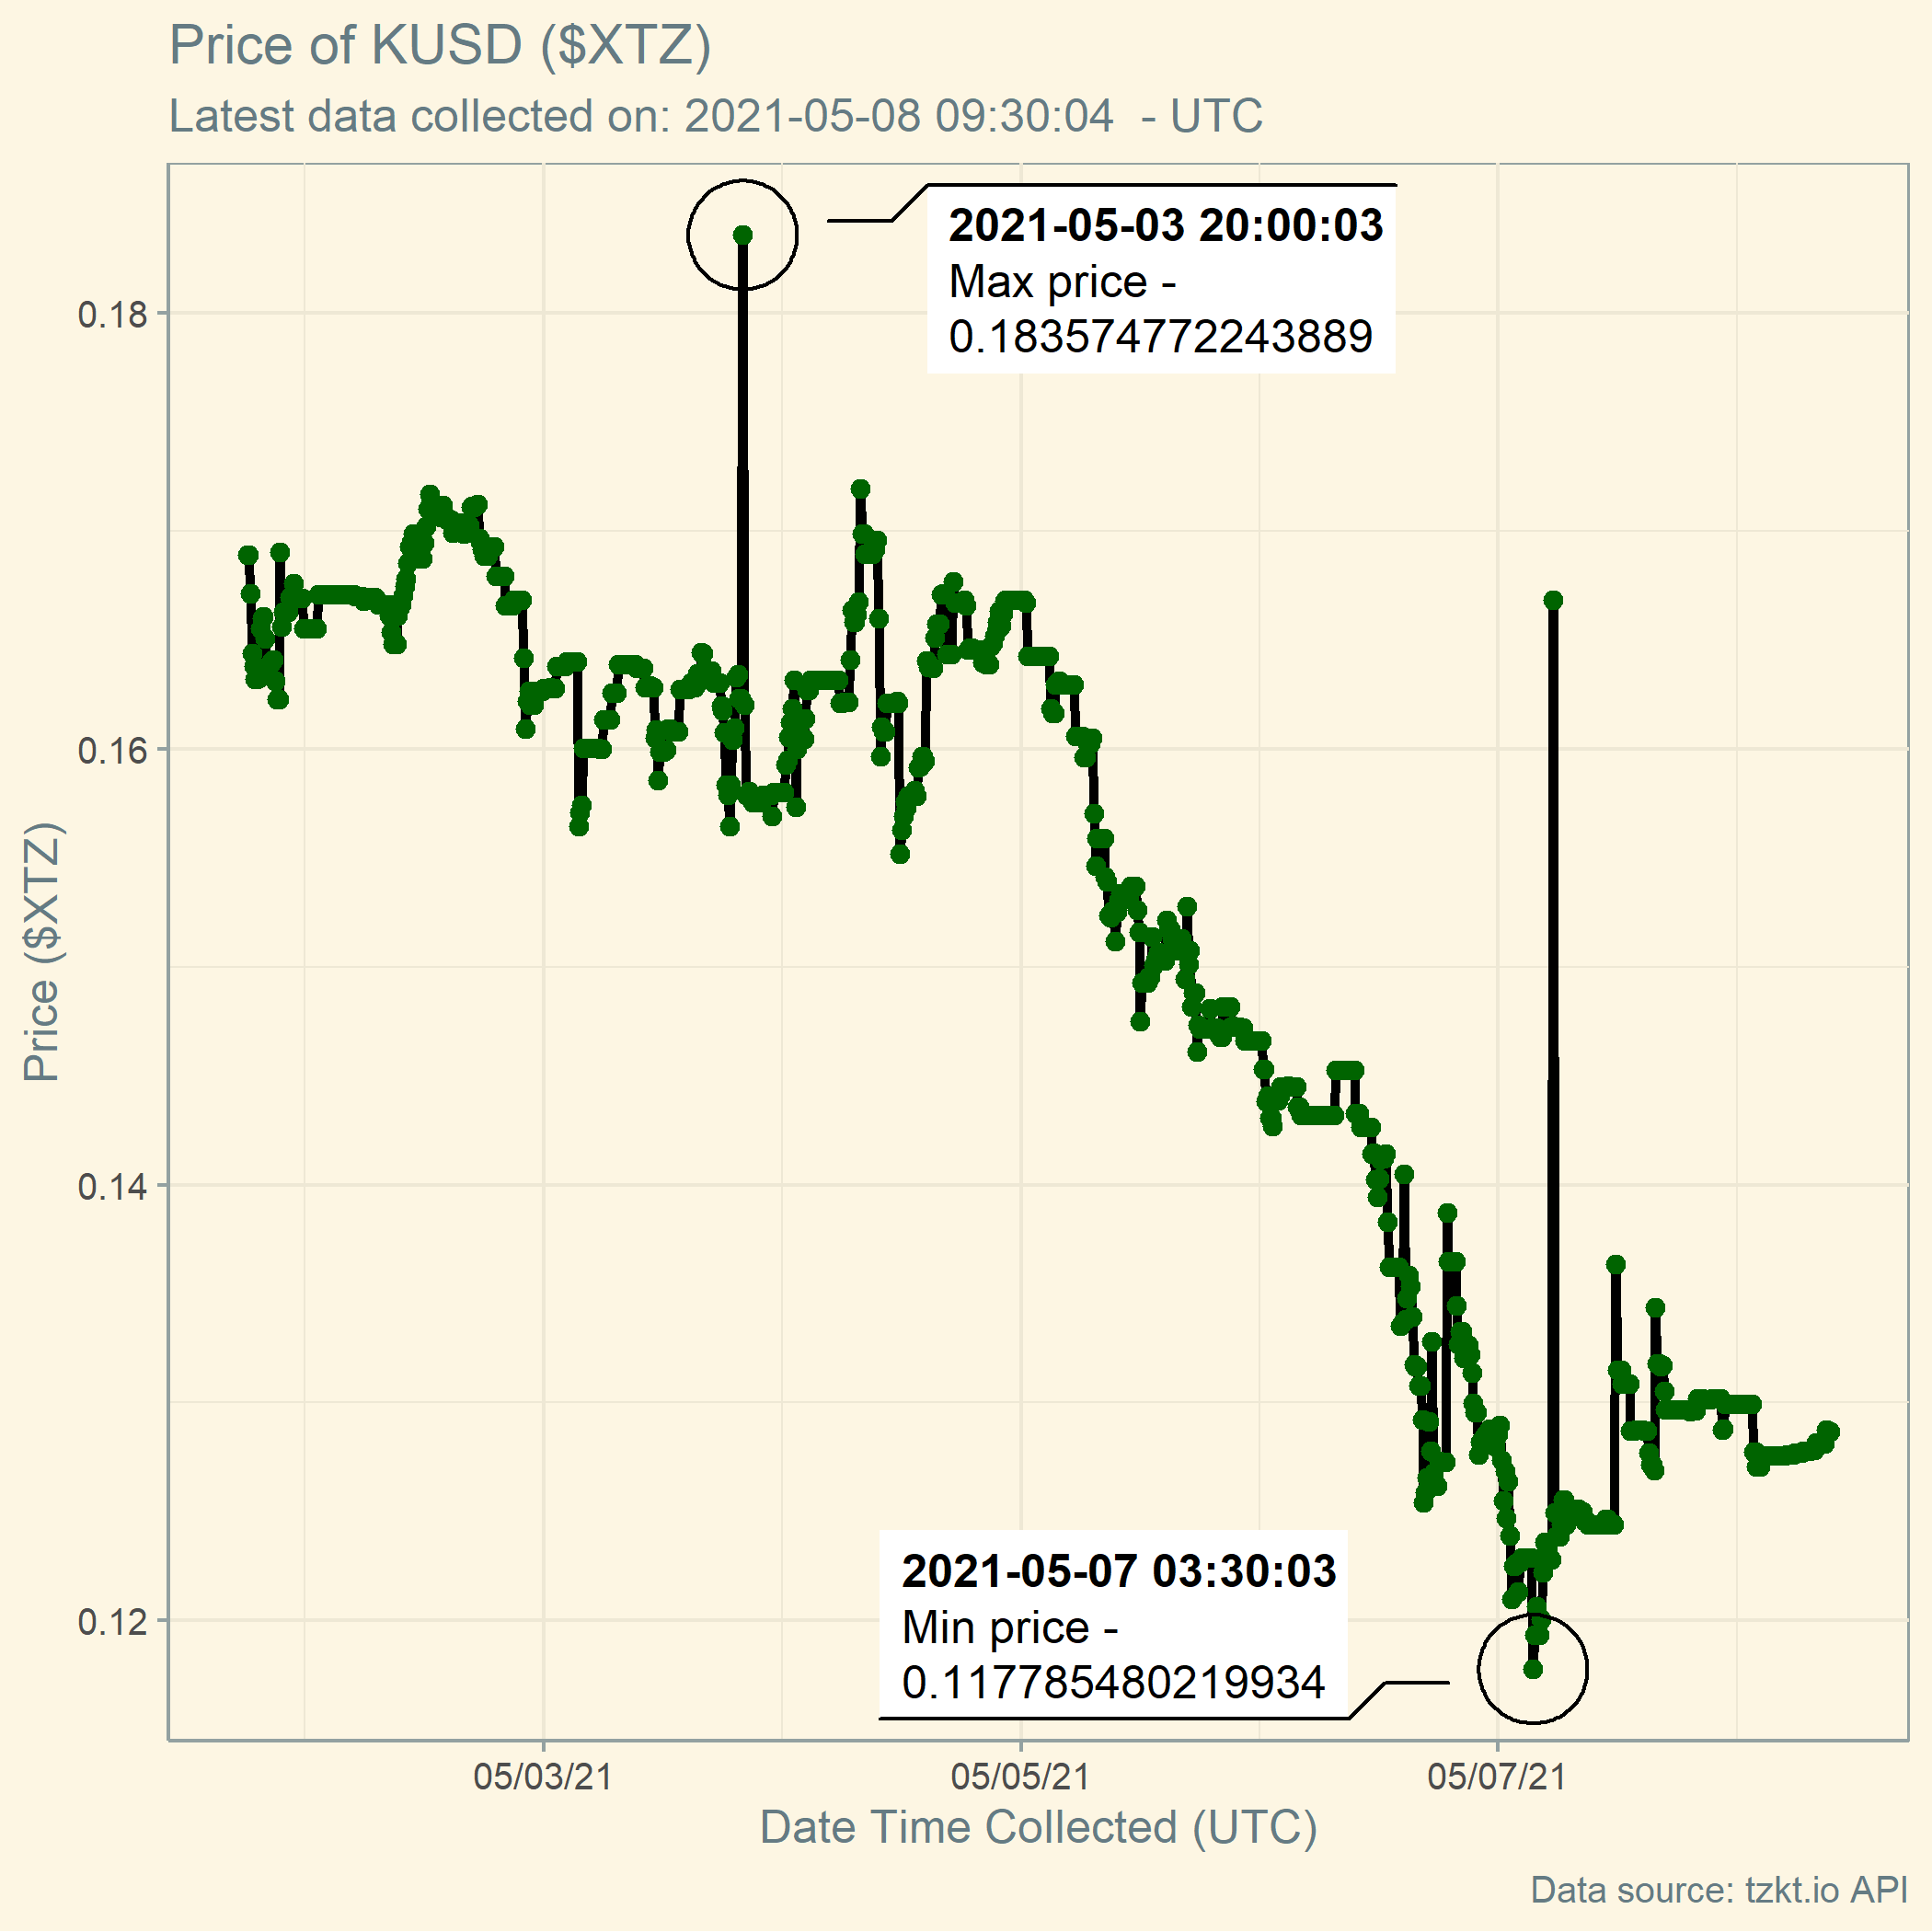 Price of KUSD ($XTZ)
Latest data collected on: 2021-05-08 09:30:04  - UTC
2021-05-03 20:00:03
Max price -
0.183574772243889
0.18
0.16
0.14
0.12
Price ($XTZ)
2021-05-07 03:30:03
Min price -
0.117785480219934
05/03/21
05/05/21
05/07/21
Date Time Collected (UTC)
Data source: tzkt.io API